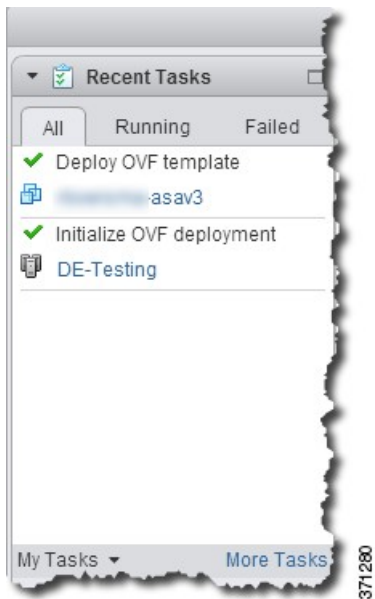 Recent Tasks
All Running Failed
Deploy OVF template
-asav3
Initialize OVF deployment
DE-Testing
My Tasks More Tasks
371280